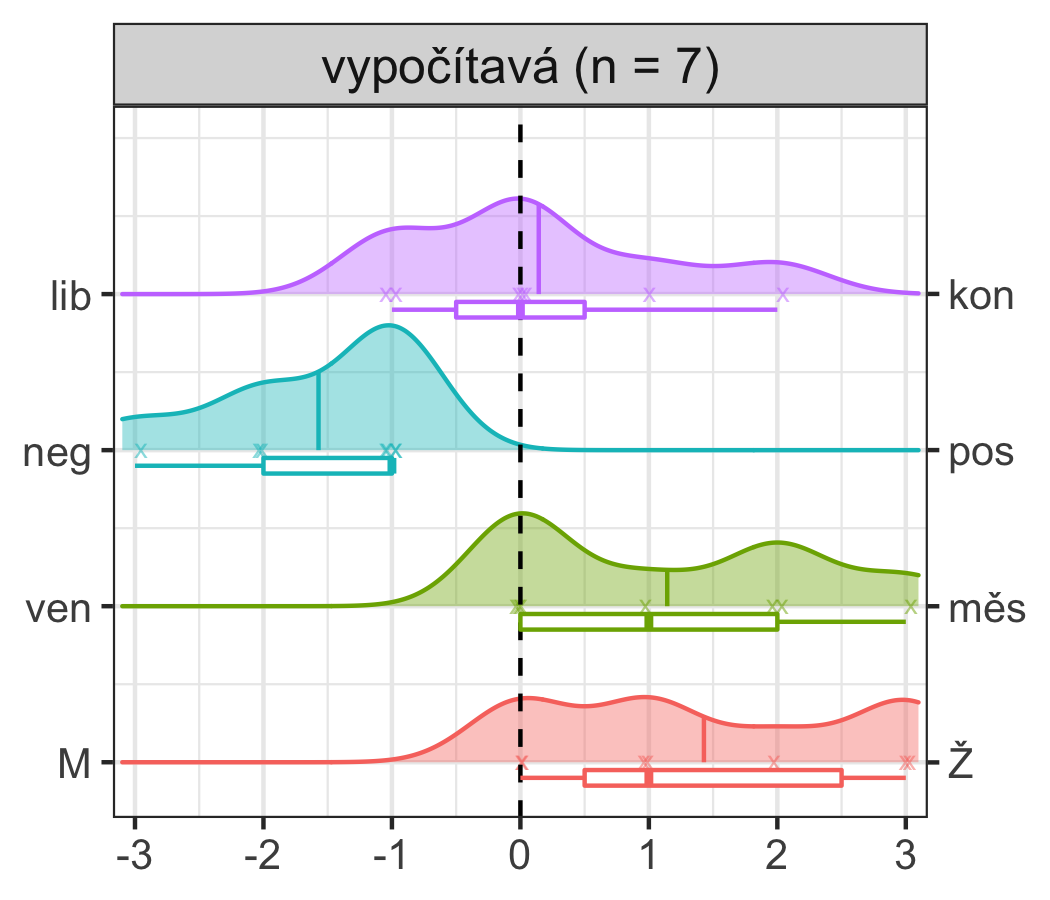 vypočítavá (n = 7)
lib kon
neg pos
ven měs
M Ž
-3 -2 -1 0 1 2 3